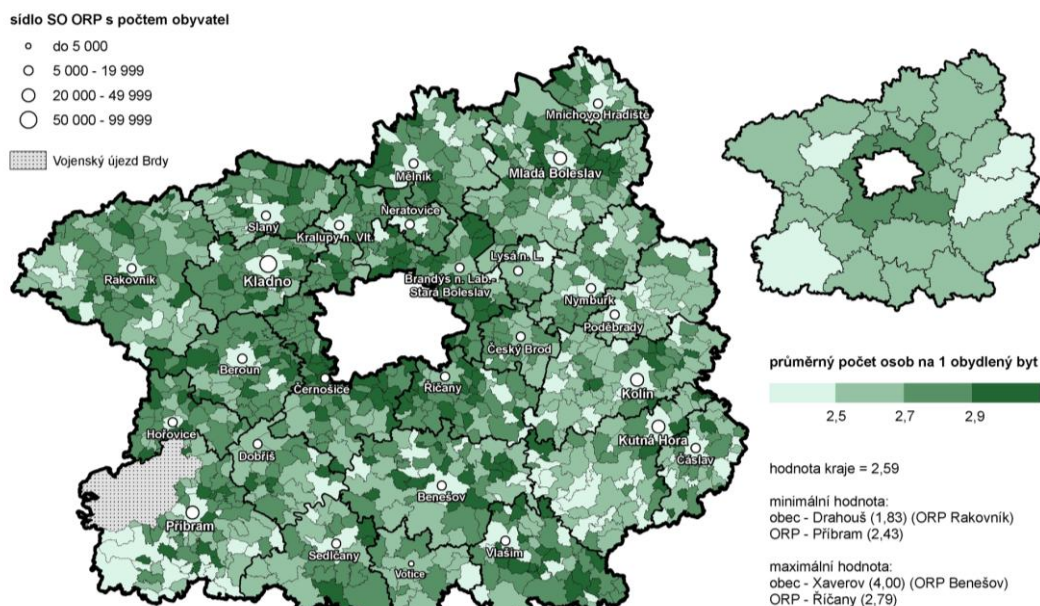 sídlo SO ORP s počtem obyvatel
do 5 000
5 000 - 19 999
20 000 - 49 999
50 000 - 99 999
Vojenský újezd Brdy
Mnichovo Hradiště
Mladá Boleslav
Mělník
Neratovice
Slaný
Kralupy n. Vlt.
Rakovník
Kladno
Lysá n. L.
Brandýs n. Lab.-
Stará Boleslav
Nymburk
Poděbrady
Český Brod
Beroun
Černošice
Říčany
Kolín
Hořovice
Dobříš
Kutná Hora
Čáslav
Benešov
Příbram
Sedlčany
Votice
Vlašim
průměrný počet osob na 1 obydlený byt
2,5 2,7 2,9
hodnota kraje = 2,59
minimální hodnota:
obec - Drahouš (1,83) (ORP Rakovník)
ORP - Příbram (2,43)
maximální hodnota:
obec - Xaverov (4,00) (ORP Benešov)
ORP - Říčany (2,79)